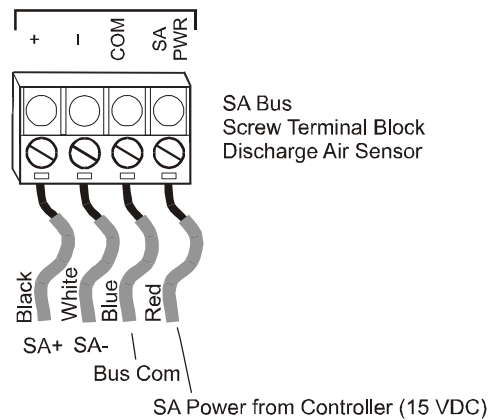 + – COM SA PWR
SA Bus
Screw Terminal Block
Discharge Air Sensor
Black White Blue Red
SA+ SA-
Bus Com
SA Power from Controller (15 VDC)